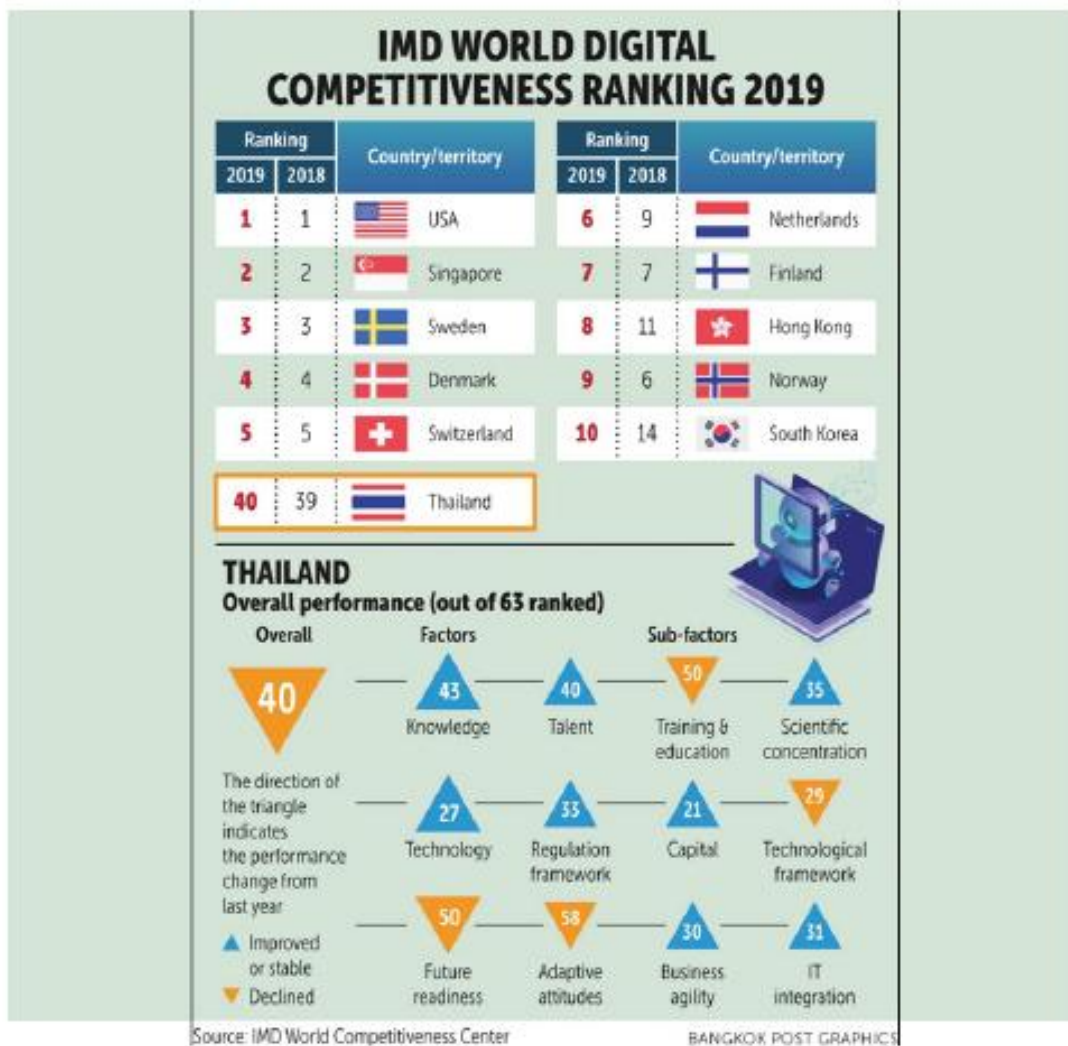 IMD WORLD DIGITAL
COMPETITIVENESS RANKING 2019
Ranking Country/territory
2019 2018
1 1 USA
2 2 Singapore
3 3 Sweden
4 4 Denmark
5 5 Switzerland
40 39 Thailand
Ranking Country/territory
2019 2018
6 9 Netherlands
7 7 Finland
8 11 Hong Kong
9 6 Norway
10 14 South Korea
THAILAND
Overall performance (out of 63 ranked)
Overall Factors Sub-factors
40
The direction of
the triangle
indicates
the performance
change from
last year
Improved
or stable
Declined
43 40 50 35
Knowledge Talent Training & Scientific
education concentration
27 33 21 29
Technology Regulation Capital Technological
framework framework
50 58 30 31
Future Adaptive Business IT
readiness attitudes agility integration
Source: IMD World Competitiveness Center BANGKOK POST GRAPHICS